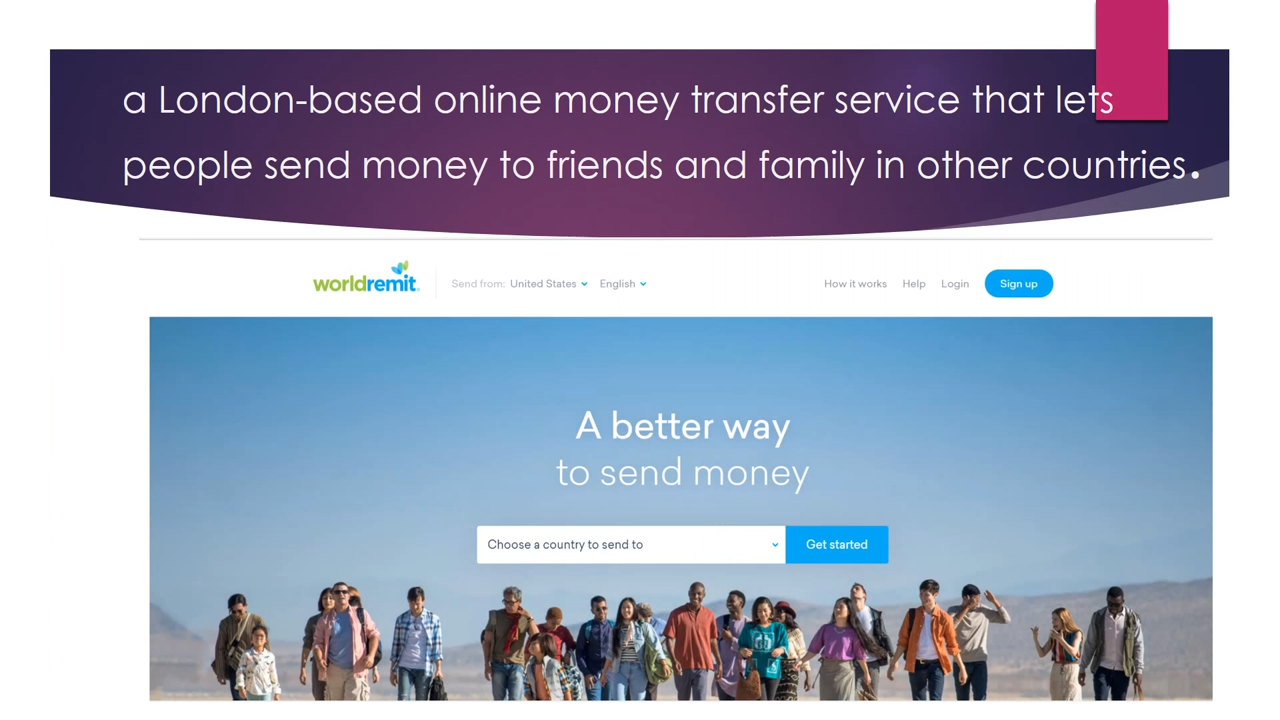 a London-based online money transfer service that lets
people send money to friends and family in other countries.
worldremit
Send from: United States English
How it works Help Login Sign up
A better way
to send money
Choose a country to send to
Get started